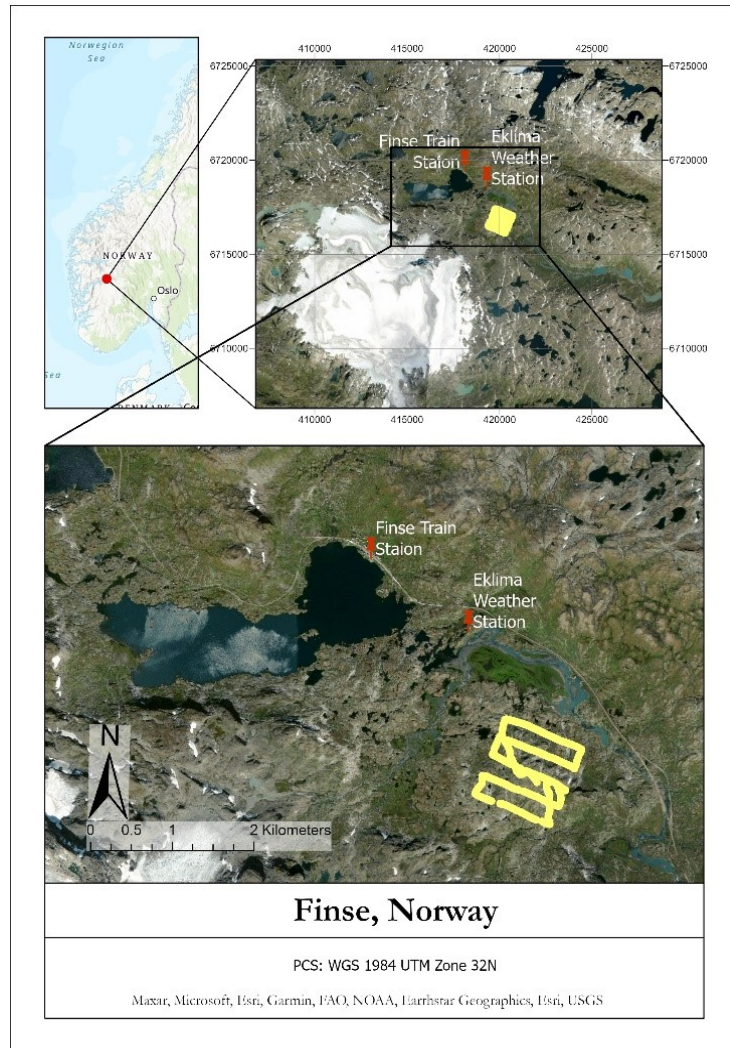 Norwegian
Sea
NORWAY
Oslo
Sea
DENMARK
410000 415000 420000 425000
6725000 6725000
6720000 6720000
6715000 6715000
6710000 6710000
410000 415000 420000 425000
Finse Train
Staion
Eklima
Weather
Station
Finse Train
Staion
Eklima
Weather
Station
N
0 0.5 1 2 Kilometers
Finse, Norway
PCS: WGS 1984 UTM Zone 32N
Maxar, Microsoft, Esri, Garmin, FAO, NOAA, Earthstar Geographics, Esri, USGS